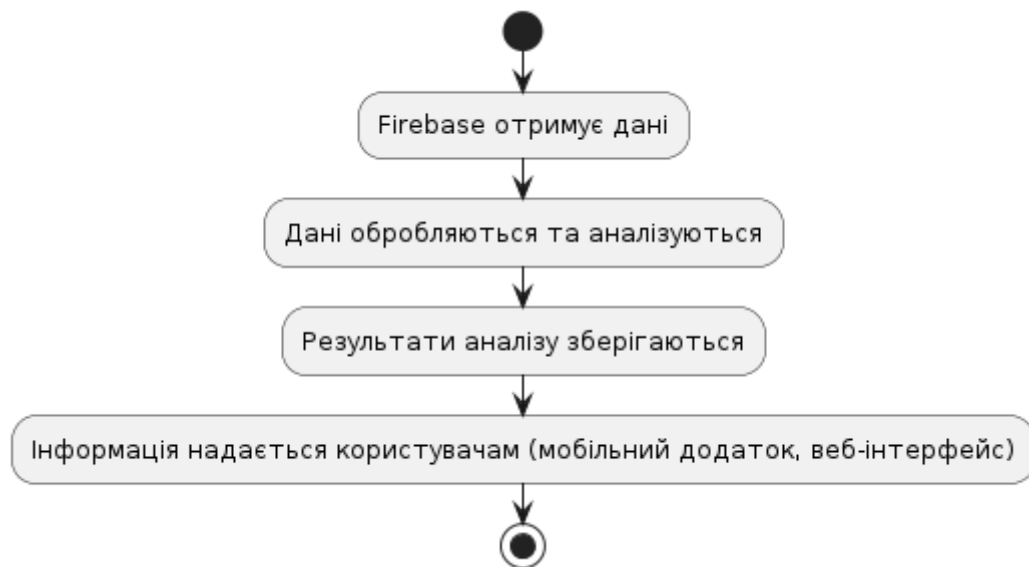 Firebase отримує дані
Дані обробляються та аналізуються
Результати аналізу зберігаються
Інформація надається користувачам (мобільний додаток, веб-інтерфейс)